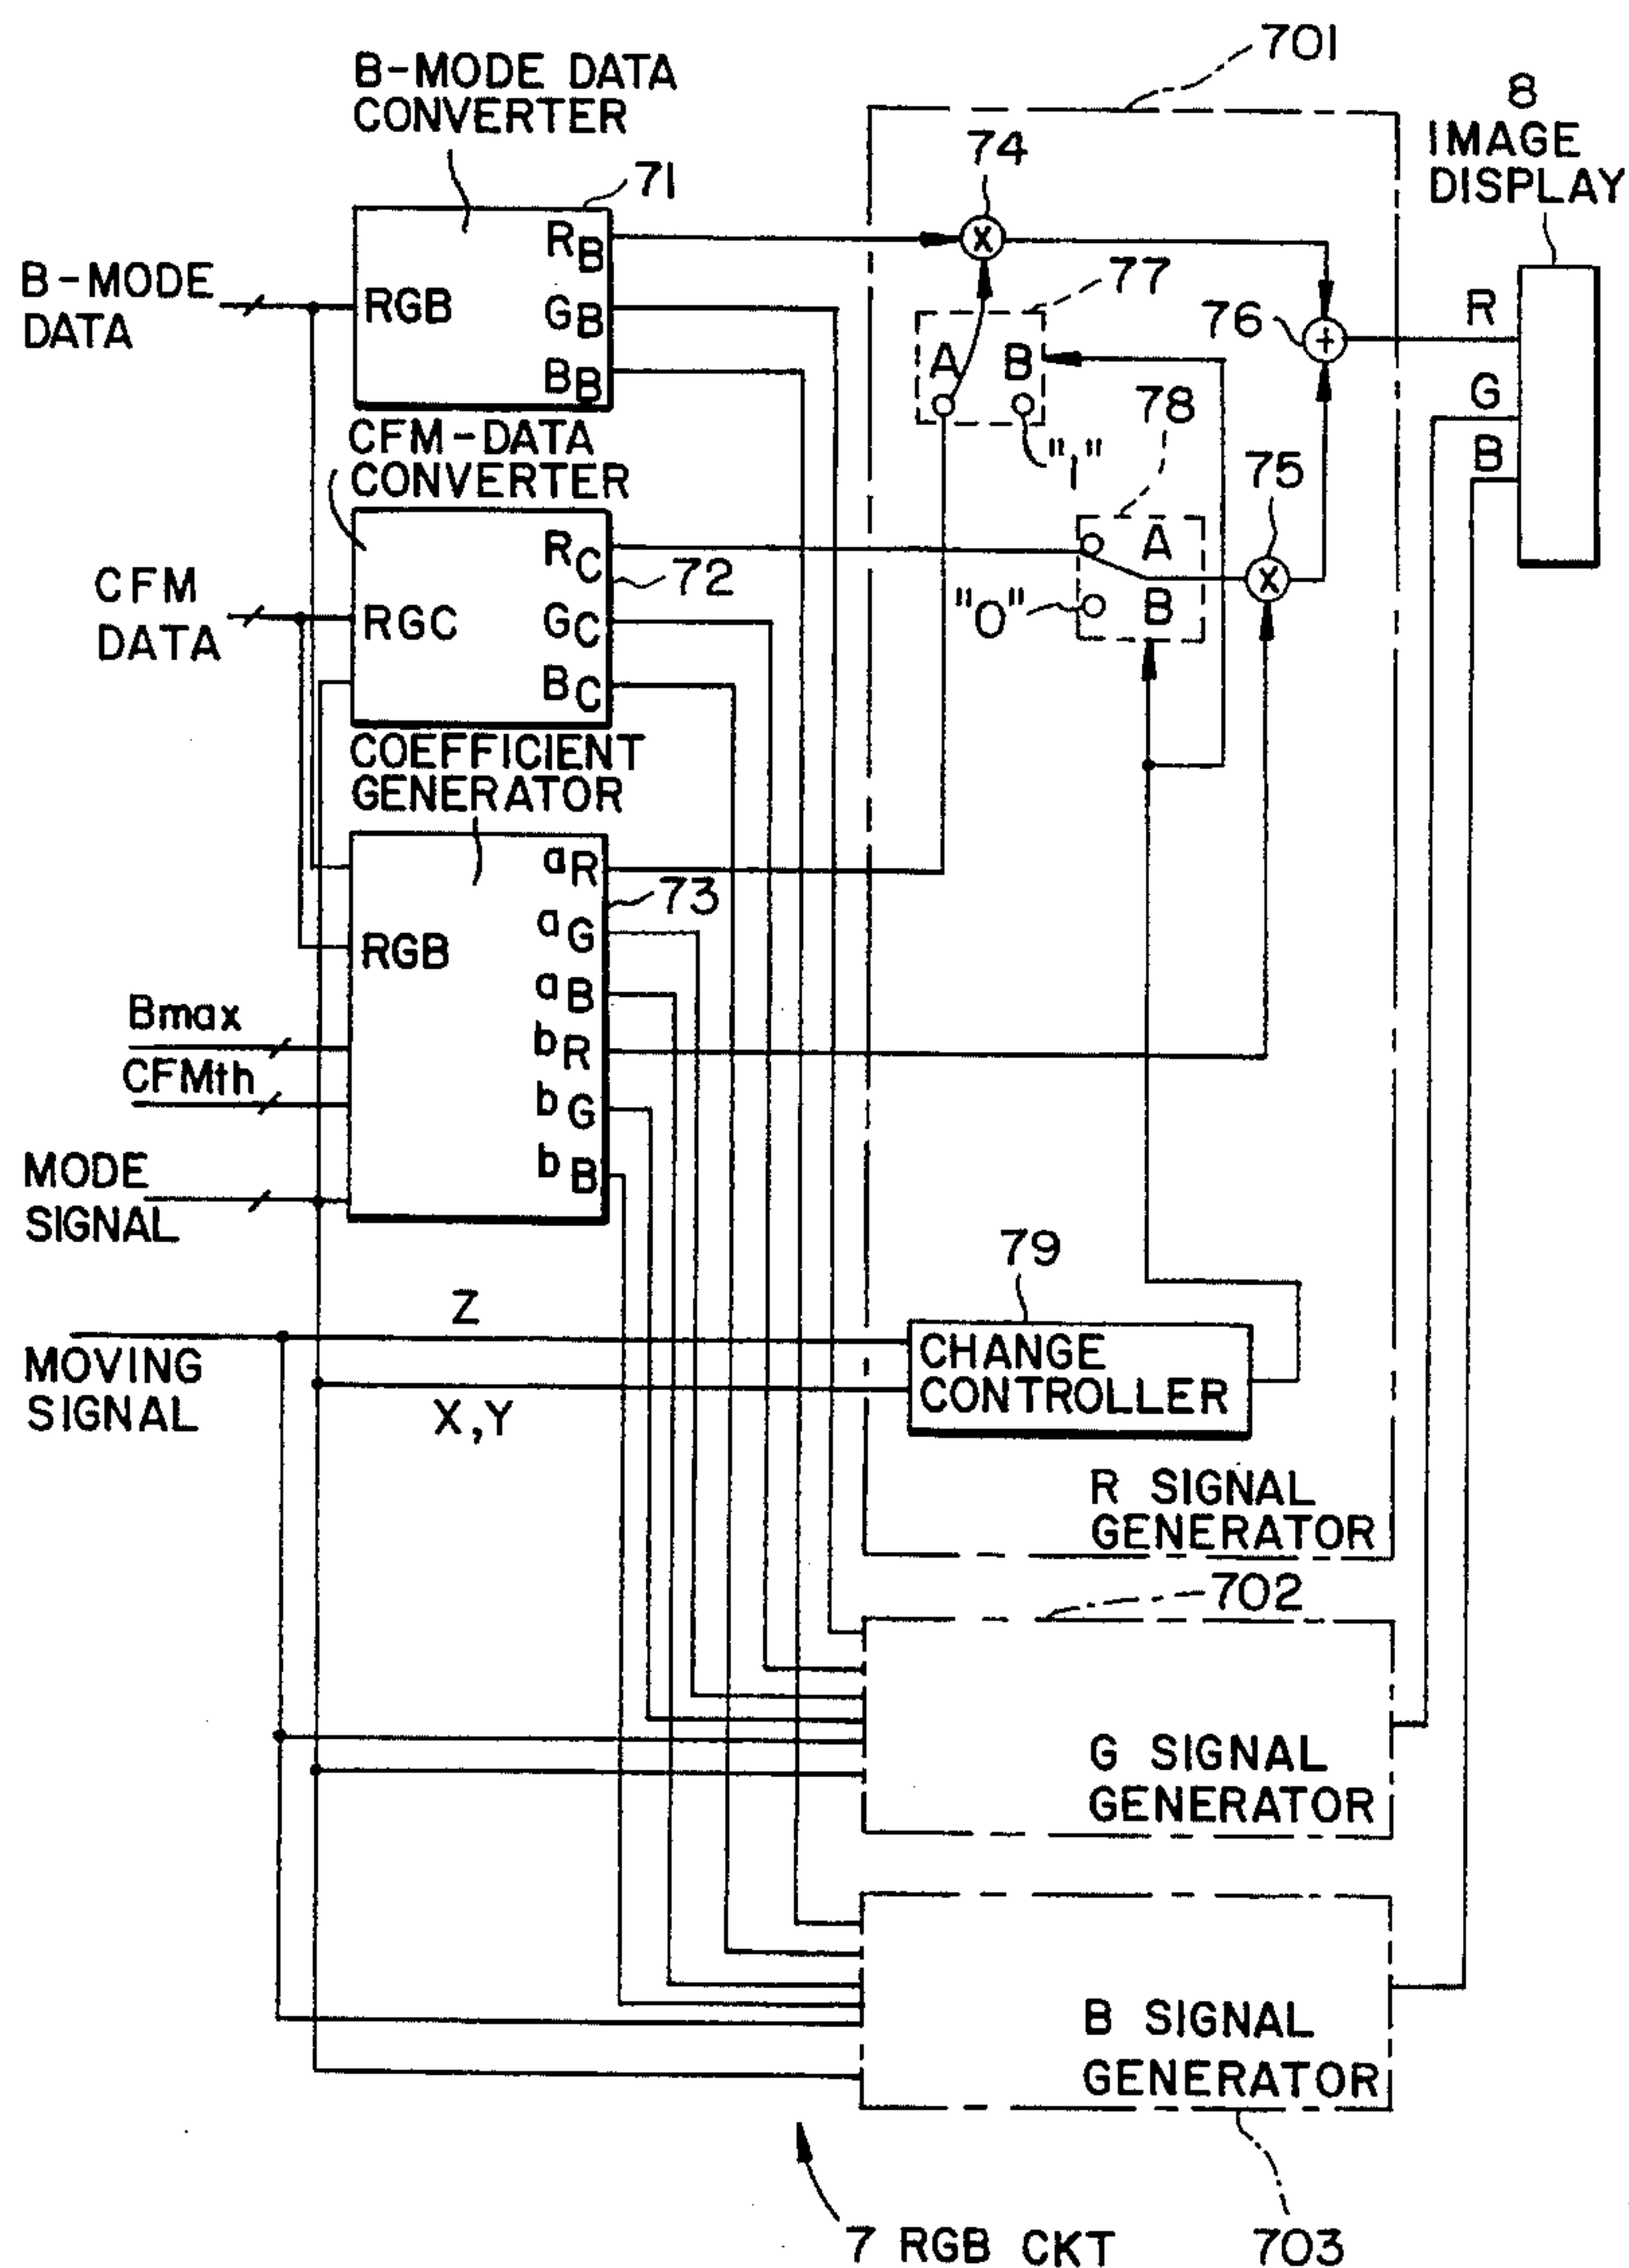 701
B-MODE DATA
CONVERTER
8
IMAGE
DISPLAY
74
71
RB
B-MODE
DATA
RGB
GB
BB
77
A B
"1"
76
+
X
R
G
B
CFM-DATA
CONVERTER
78
75
X
RC
72
A
B
"0"
CFM
DATA
RGC
GC
BC
COEFFICIENT
GENERATOR
aR
73
aG
RGB
aB
Bmax
bR
CFMth
bG
bB
MODE
SIGNAL
79
Z
MOVING
SIGNAL
X,Y
CHANGE
CONTROLLER
R SIGNAL
GENERATOR
702
G SIGNAL
GENERATOR
B SIGNAL
GENERATOR
7 RGB CKT
703